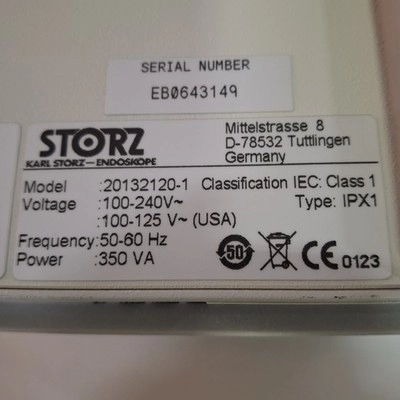 SERIAL NUMBER
EB0643149
STORZ
KARL STORZ—ENDOSKOPE
Mittelstrasse 8
D-78532 Tuttlingen
Germany
Model :20132120-1 Classification IEC: Class 1
Voltage :100-240V~ Type: IPX1
:100-125 V~ (USA)
Frequency:50-60 Hz
Power :350 VA
50
CE 0123